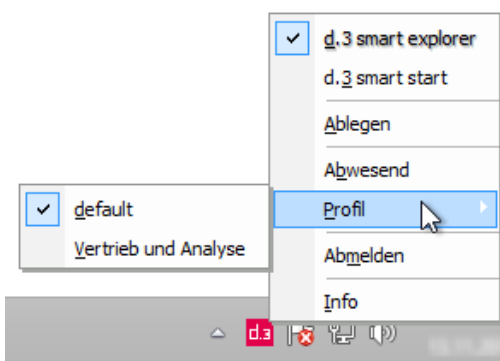 d.3 smart explorer
d.3 smart start
Ablegen
Abwesend
Profil
default
Vertrieb und Analyse
Abmelden
Info
d.3